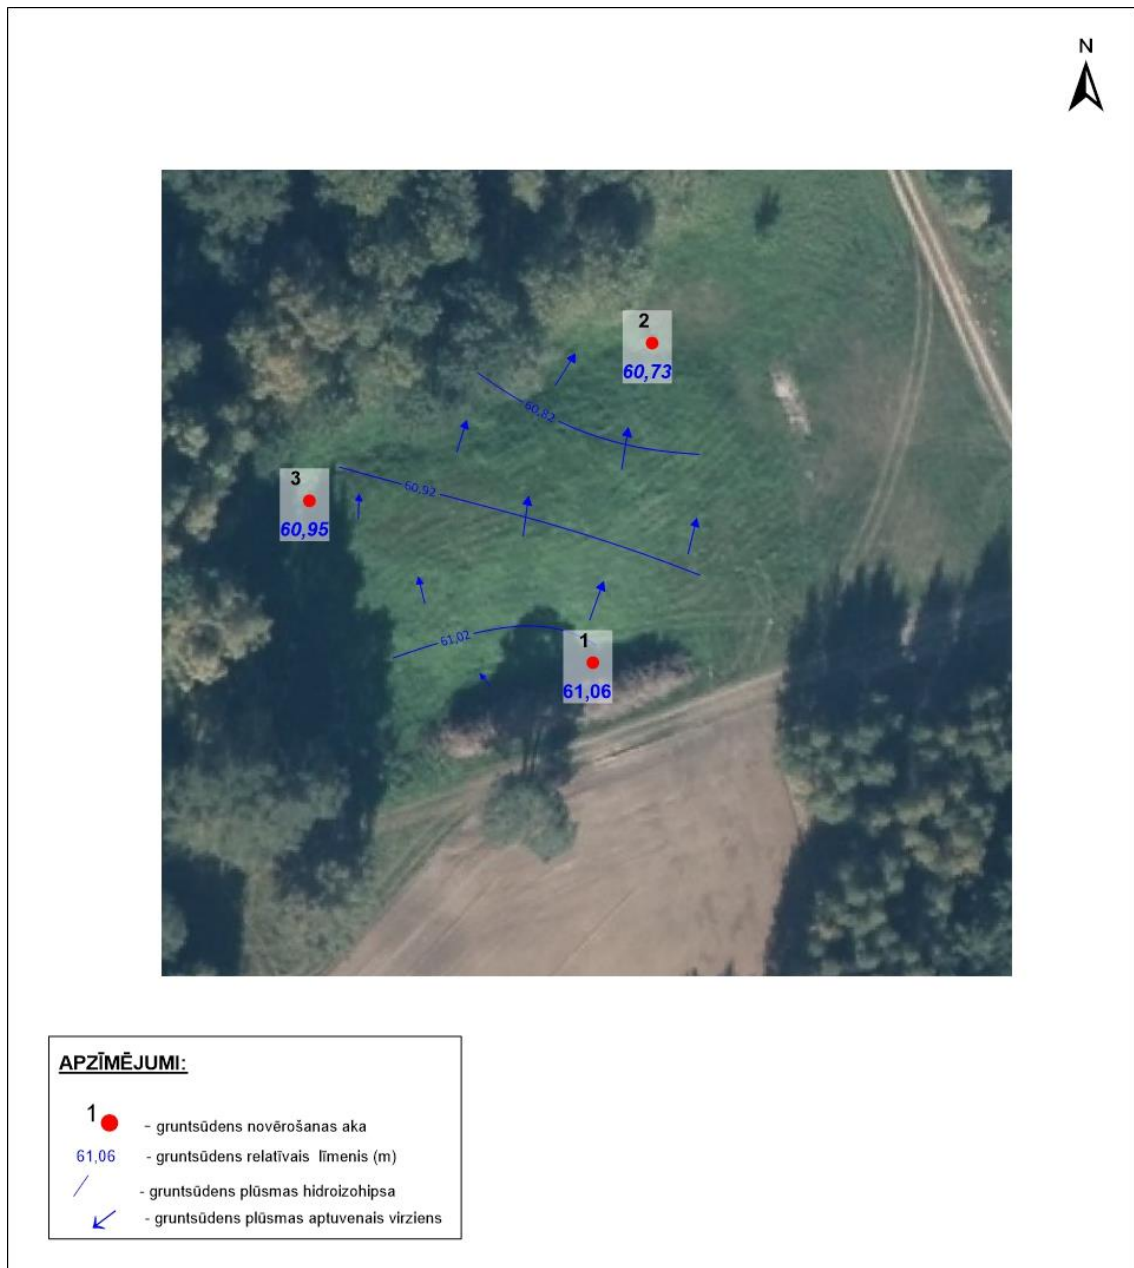 N
2
60,73
60,82
3
60,95
60,92
61,02
1
61,06
APZĪMĒJUMI:
1
- gruntsūdens novērošanas aka
61,06 - gruntsūdens relatīvais līmenis (m)
- gruntsūdens plūsmas hidroizohipsa
- gruntsūdens plūsmas aptuvenais virziens